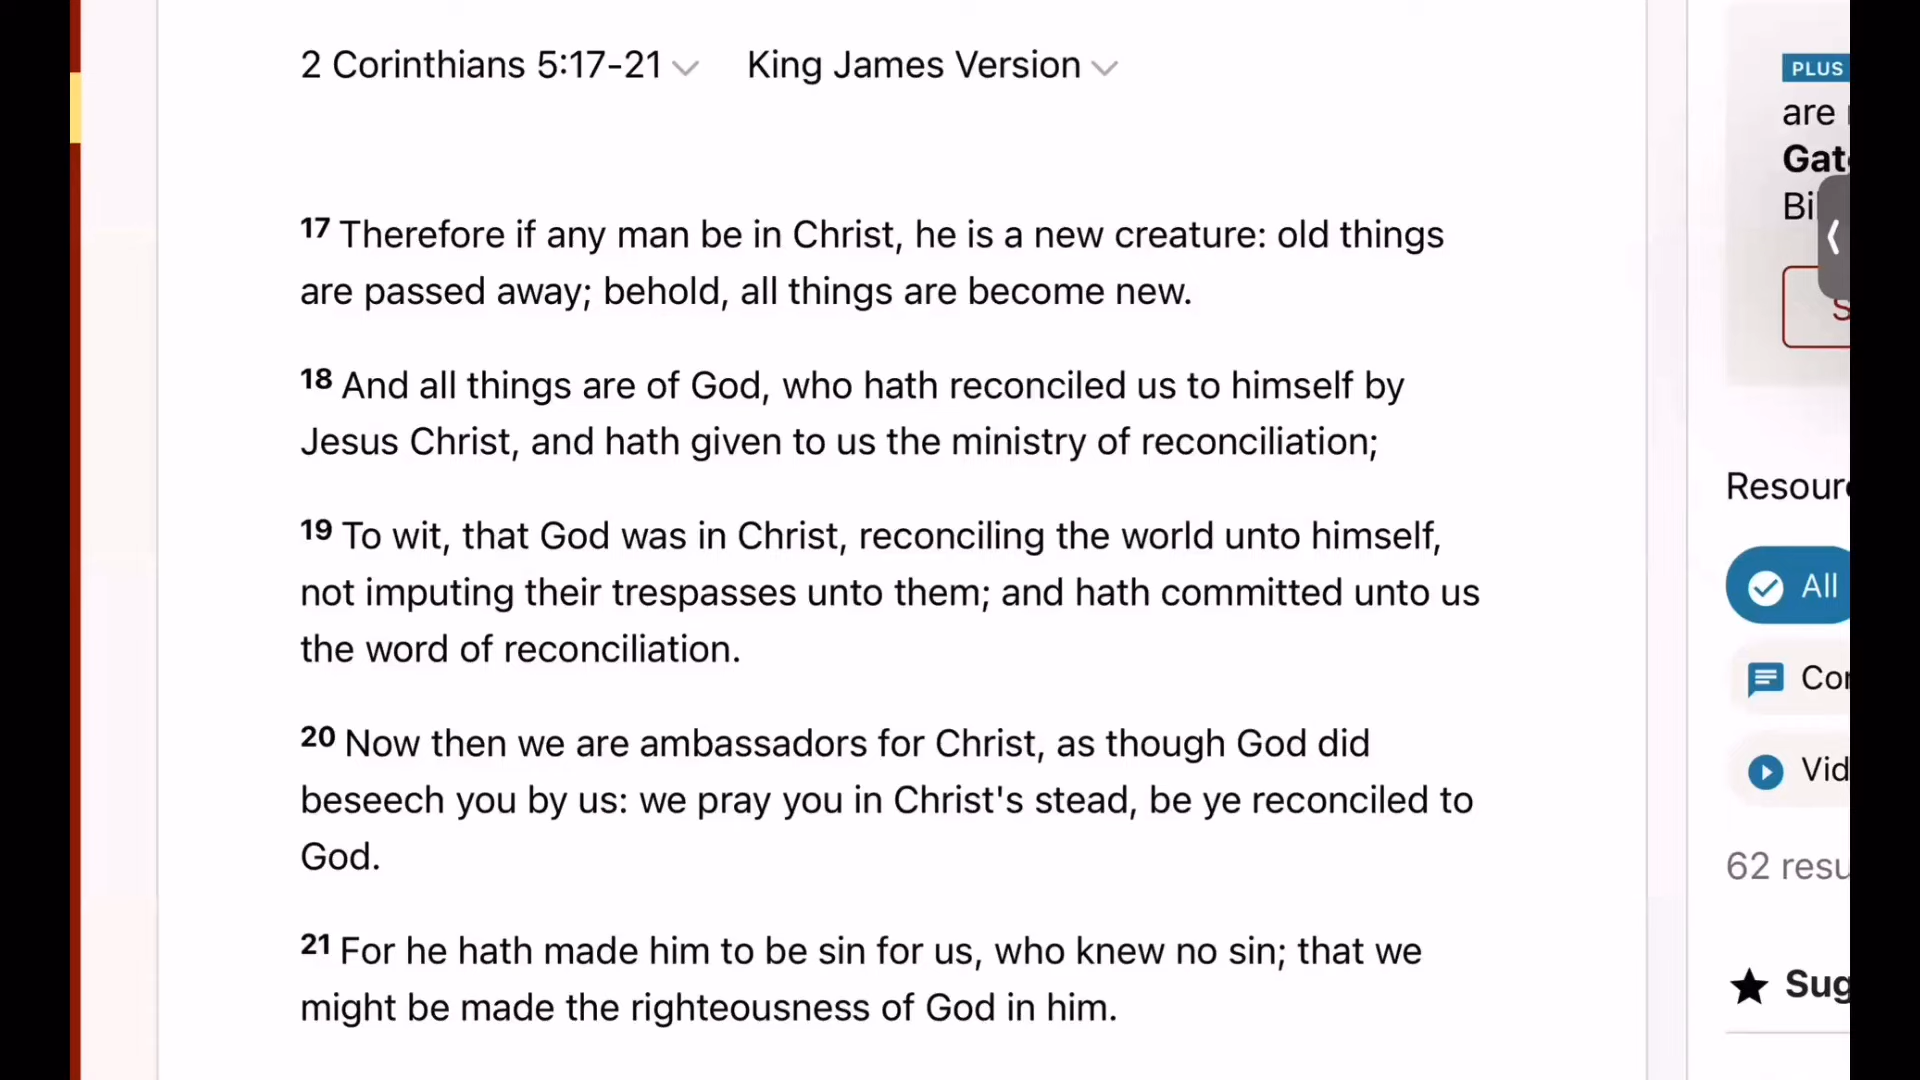 2 Corinthians 5:17-21 King James Version
17 Therefore if any man be in Christ, he is a new creature: old things
are passed away; behold, all things are become new.
18 And all things are of God, who hath reconciled us to himself by
Jesus Christ, and hath given to us the ministry of reconciliation;
19 To wit, that God was in Christ, reconciling the world unto himself,
not imputing their trespasses unto them; and hath committed unto us
the word of reconciliation.
20 Now then we are ambassadors for Christ, as though God did
beseech you by us: we pray you in Christ's stead, be ye reconciled to
God.
21 For he hath made him to be sin for us, who knew no sin; that we
might be made the righteousness of God in him.
PLUS
are
All
62